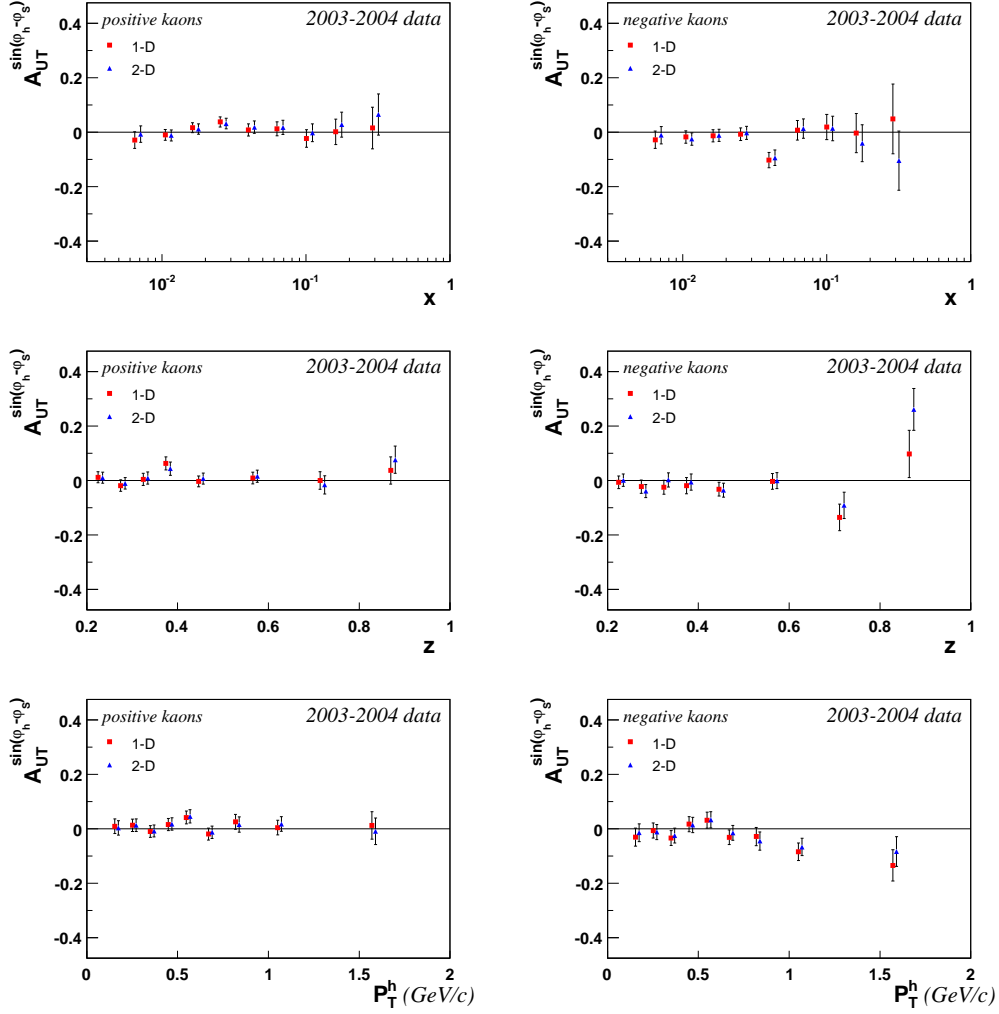 positive kaons 2003-2004 data
1-D
2-D
A_UT^sin(φ_h-φ_S)
0.4
0.2
0
-0.2
-0.4
10^-2 10^-1 1
x
negative kaons 2003-2004 data
1-D
2-D
A_UT^sin(φ_h-φ_S)
0.4
0.2
0
-0.2
-0.4
10^-2 10^-1 1
x
positive kaons 2003-2004 data
1-D
2-D
A_UT^sin(φ_h-φ_S)
0.4
0.2
0
-0.2
-0.4
0.2 0.4 0.6 0.8 1
z
negative kaons 2003-2004 data
1-D
2-D
A_UT^sin(φ_h-φ_S)
0.4
0.2
0
-0.2
-0.4
0.2 0.4 0.6 0.8 1
z
positive kaons 2003-2004 data
1-D
2-D
A_UT^sin(φ_h-φ_S)
0.4
0.2
0
-0.2
-0.4
0 0.5 1 1.5 2
P_T^h (GeV/c)
negative kaons 2003-2004 data
1-D
2-D
A_UT^sin(φ_h-φ_S)
0.4
0.2
0
-0.2
-0.4
0 0.5 1 1.5 2
P_T^h (GeV/c)